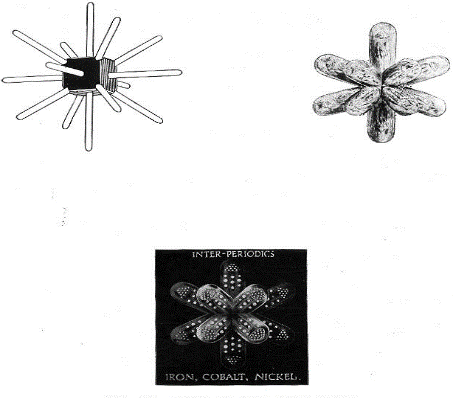 INTER-PERIODICS
IRON, COBALT, NICKEL.